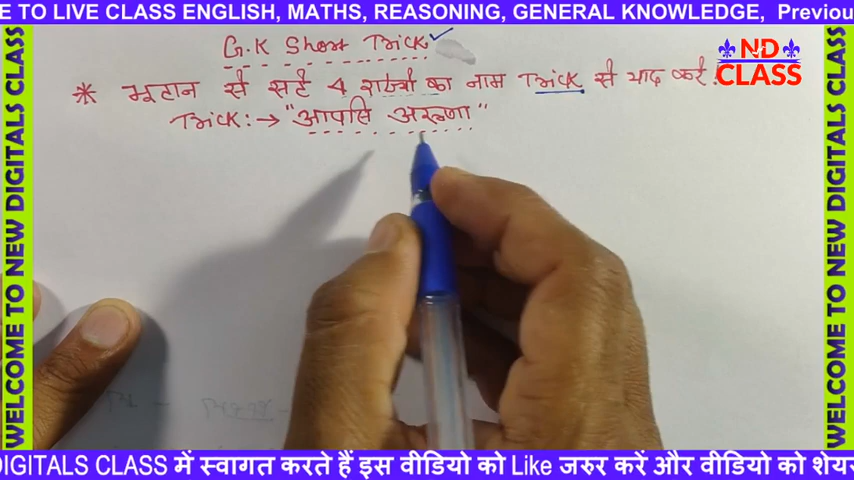 E TO LIVE CLASS ENGLISH, MATHS, REASONING, GENERAL KNOWLEDGE, Previou
G.K Short Trick
ND
CLASS
* भूटान से सटे 4 राज्यो का नाम Trick से याद करें
Trick:→ "आपसि अरूणा"
WELCOME TO NEW DIGITALS CLASS
WELCOME TO NEW DIGITALS CLASS
DIGITALS CLASS में स्वागत करते हैं इस वीडियो को Like जरुर करें और वीडियो को शेयर